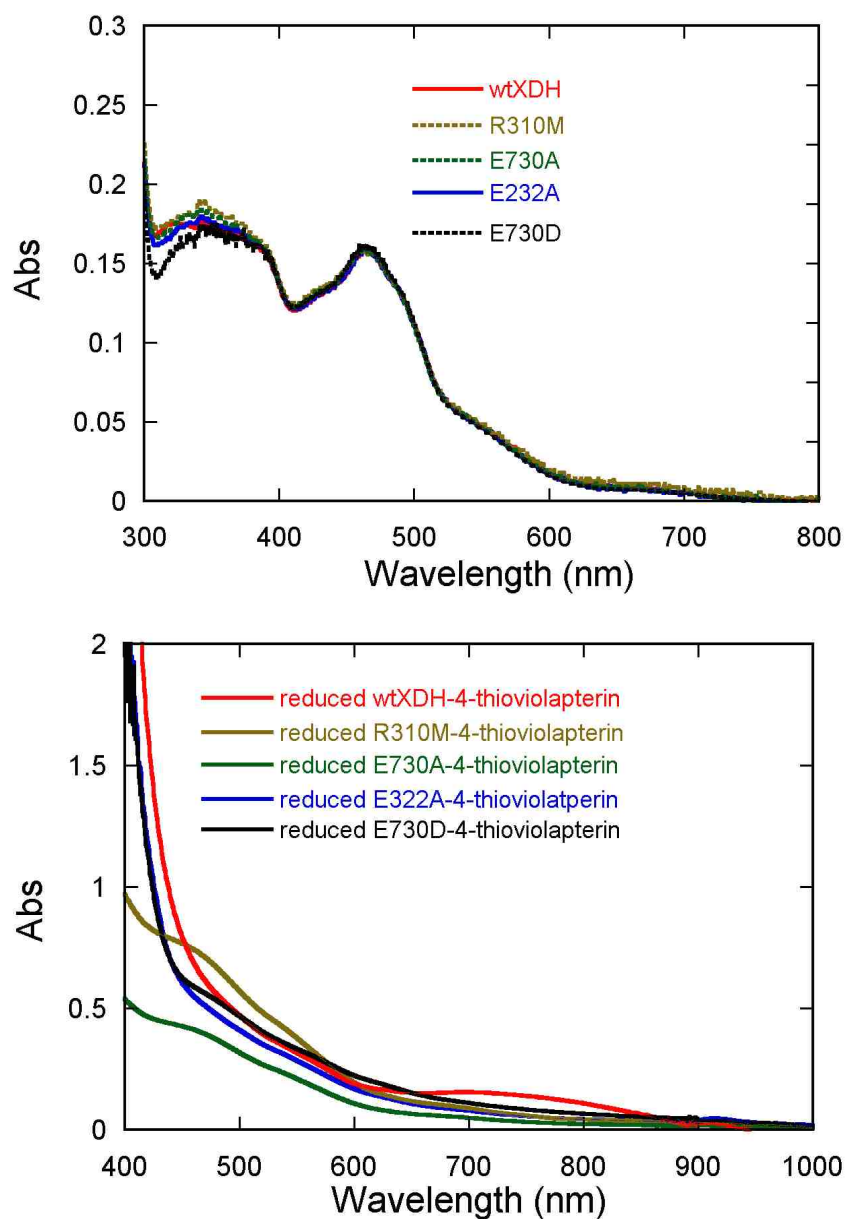 0.3
0.25
0.2
0.15
0.1
0.05
0
Abs
wtXDH
R310M
E730A
E232A
E730D
300 400 500 600 700 800
Wavelength (nm)
2
1.5
1
0.5
0
Abs
reduced wtXDH-4-thioviolapterin
reduced R310M-4-thioviolapterin
reduced E730A-4-thioviolapterin
reduced E322A-4-thioviolatperin
reduced E730D-4-thioviolapterin
400 500 600 700 800 900 1000
Wavelength (nm)